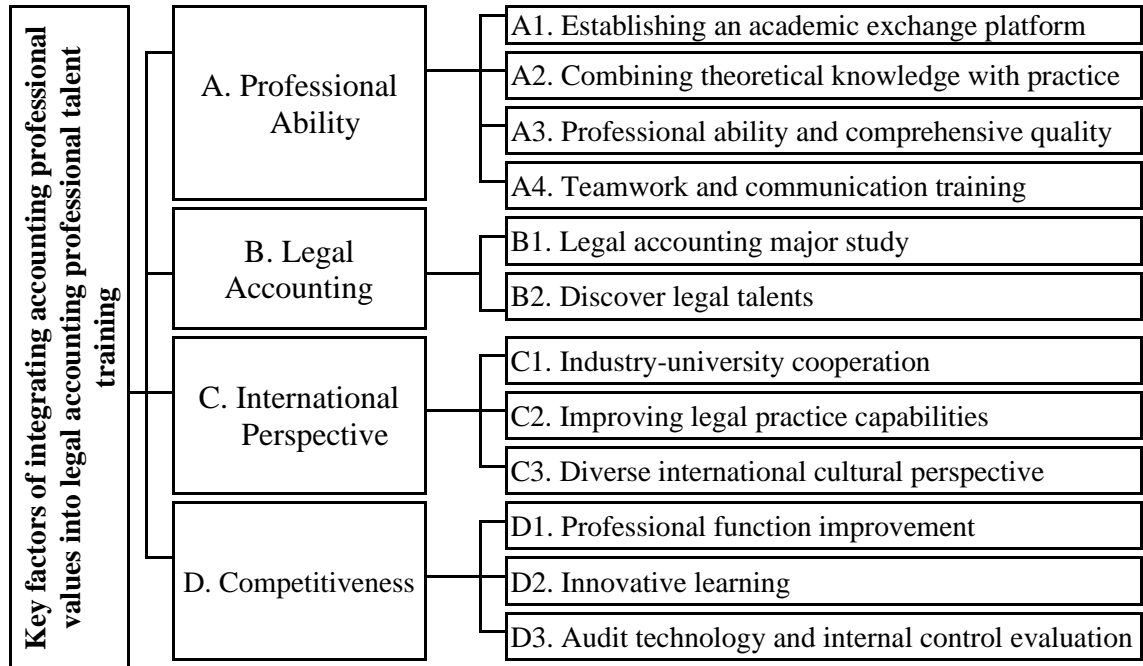 Key factors of integrating accounting professional
values into legal accounting professional talent
training
A. Professional
Ability
A1. Establishing an academic exchange platform
A2. Combining theoretical knowledge with practice
A3. Professional ability and comprehensive quality
A4. Teamwork and communication training
B. Legal
Accounting
B1. Legal accounting major study
B2. Discover legal talents
C. International
Perspective
C1. Industry-university cooperation
C2. Improving legal practice capabilities
C3. Diverse international cultural perspective
D. Competitiveness
D1. Professional function improvement
D2. Innovative learning
D3. Audit technology and internal control evaluation